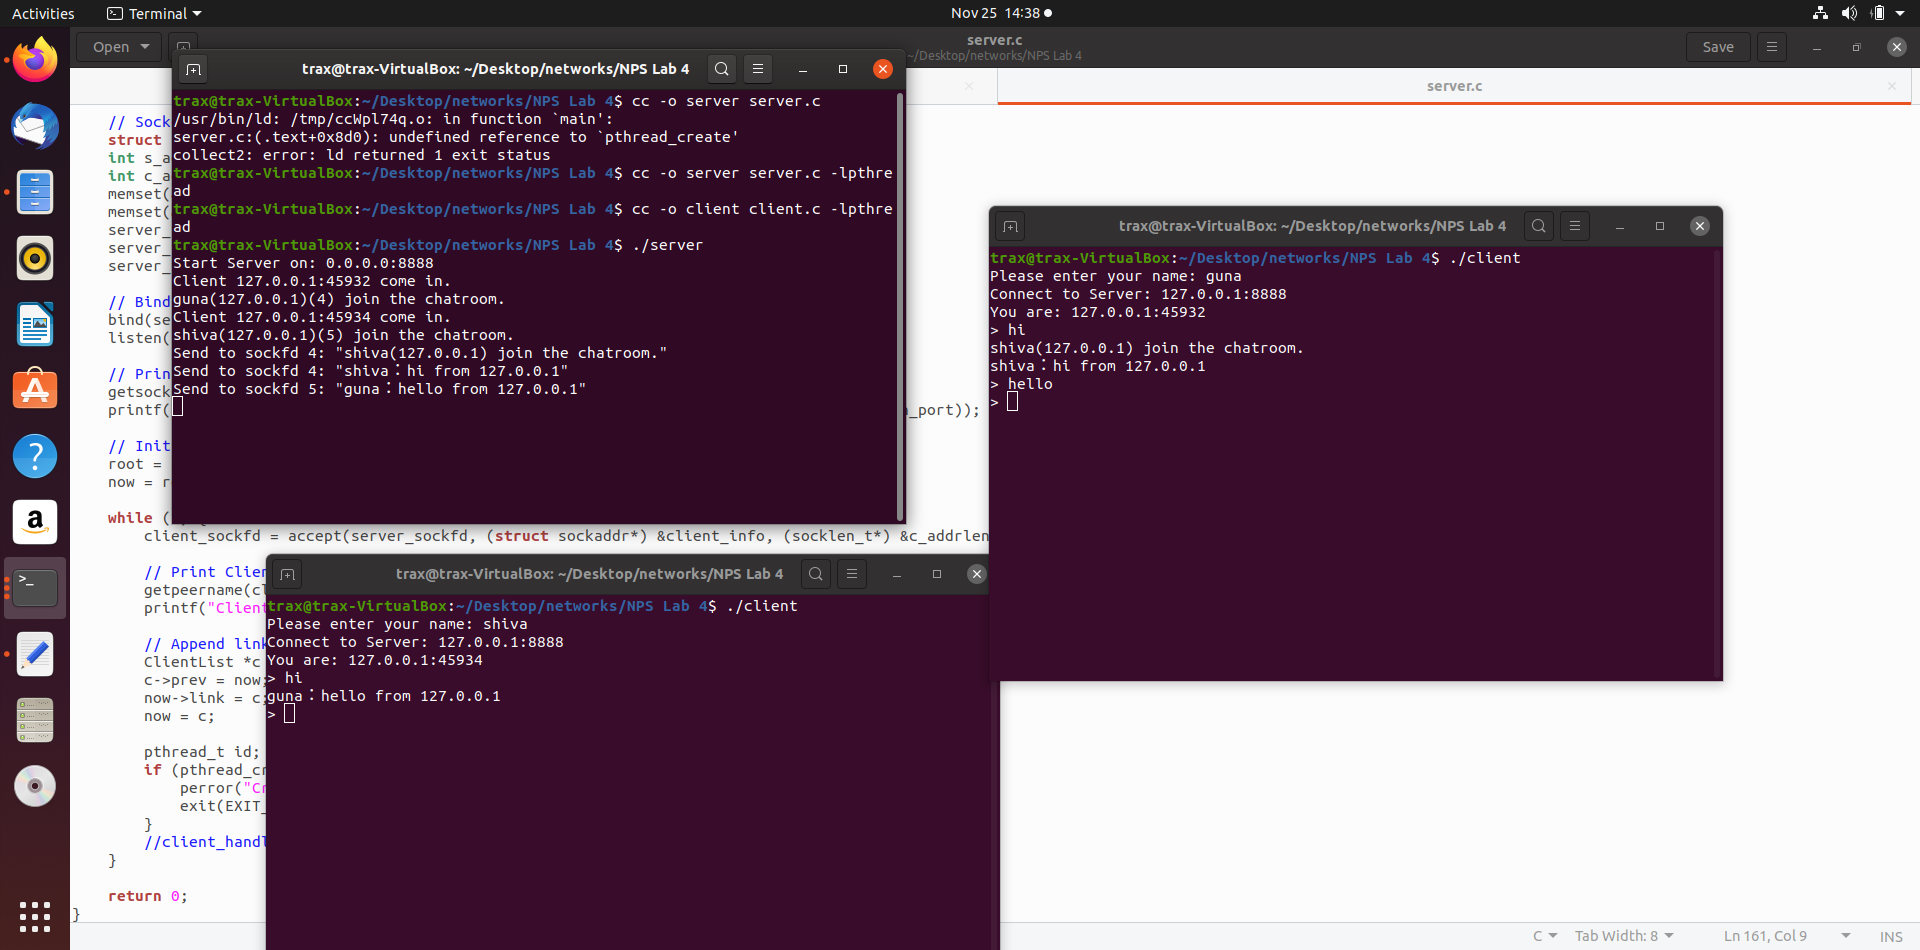 Activities
Terminal
Nov 25 14:38
Open
server.c
~/Desktop/networks/NPS Lab 4
Save
server.c
trax@trax-VirtualBox: ~/Desktop/networks/NPS Lab 4
trax@trax-VirtualBox:~/Desktop/networks/NPS Lab 4$ cc -o server server.c
/usr/bin/ld: /tmp/ccWpl74q.o: in function `main':
server.c:(.text+0x8d0): undefined reference to `pthread_create'
collect2: error: ld returned 1 exit status
trax@trax-VirtualBox:~/Desktop/networks/NPS Lab 4$ cc -o server server.c -lpthre
ad
trax@trax-VirtualBox:~/Desktop/networks/NPS Lab 4$ cc -o client client.c -lpthre
ad
trax@trax-VirtualBox:~/Desktop/networks/NPS Lab 4$ ./server
Start Server on: 0.0.0.0:8888
Client 127.0.0.1:45932 come in.
guna(127.0.0.1)(4) join the chatroom.
Client 127.0.0.1:45934 come in.
shiva(127.0.0.1)(5) join the chatroom.
Send to sockfd 4: "shiva(127.0.0.1) join the chatroom."
Send to sockfd 4: "shiva：hi from 127.0.0.1"
Send to sockfd 5: "guna：hello from 127.0.0.1"
trax@trax-VirtualBox: ~/Desktop/networks/NPS Lab 4
trax@trax-VirtualBox:~/Desktop/networks/NPS Lab 4$ ./client
Please enter your name: guna
Connect to Server: 127.0.0.1:8888
You are: 127.0.0.1:45932
> hi
shiva(127.0.0.1) join the chatroom.
shiva：hi from 127.0.0.1
> hello
>
trax@trax-VirtualBox: ~/Desktop/networks/NPS Lab 4
trax@trax-VirtualBox:~/Desktop/networks/NPS Lab 4$ ./client
Please enter your name: shiva
Connect to Server: 127.0.0.1:8888
You are: 127.0.0.1:45934
> hi
guna：hello from 127.0.0.1
>
// Sock
struct
int s_a
int c_a
memset(
memset(
server_
server_
server_
// Bind
bind(se
listen(
// Prin
getsock
printf( _port));
// Init
root =
now = r
while (
client_sockfd = accept(server_sockfd, (struct sockaddr*) &client_info, (socklen_t*) &c_addrlen
// Print Clien
getpeername(cl
printf("Client
// Append link
ClientList *c
c->prev = now;
now->link = c;
now = c;
pthread_t id;
if (pthread_cr
perror("Cr
exit(EXIT_
}
//client_handl
}
return 0;
}
C
Tab Width: 8
Ln 161, Col 9
INS